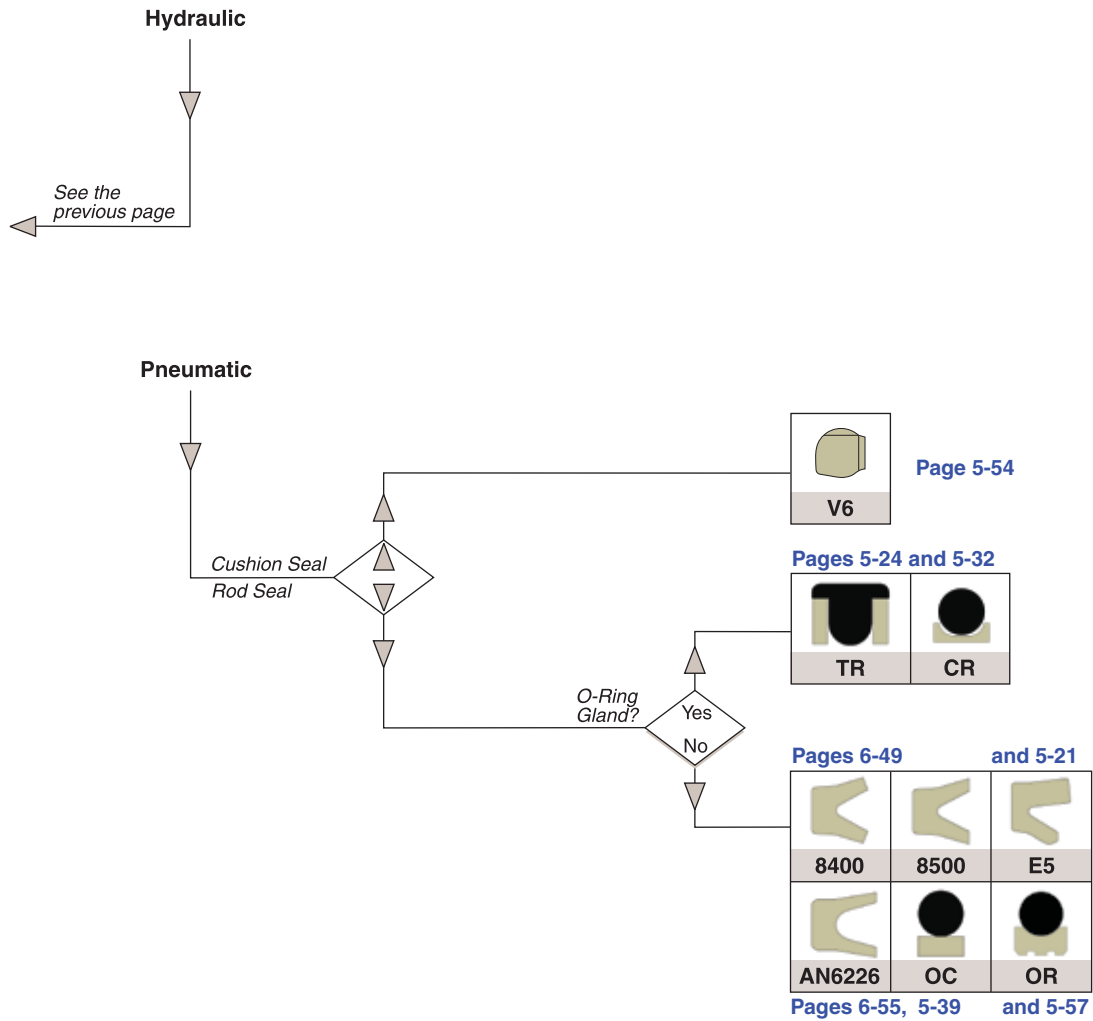 Hydraulic
See the
previous page
Pneumatic
Page 5-54
V6
Cushion Seal
Rod Seal
Pages 5-24 and 5-32
TR CR
O-Ring
Gland?
Yes
No
Pages 6-49 and 5-21
8400 8500 E5
AN6226 OC OR
Pages 6-55, 5-39 and 5-57